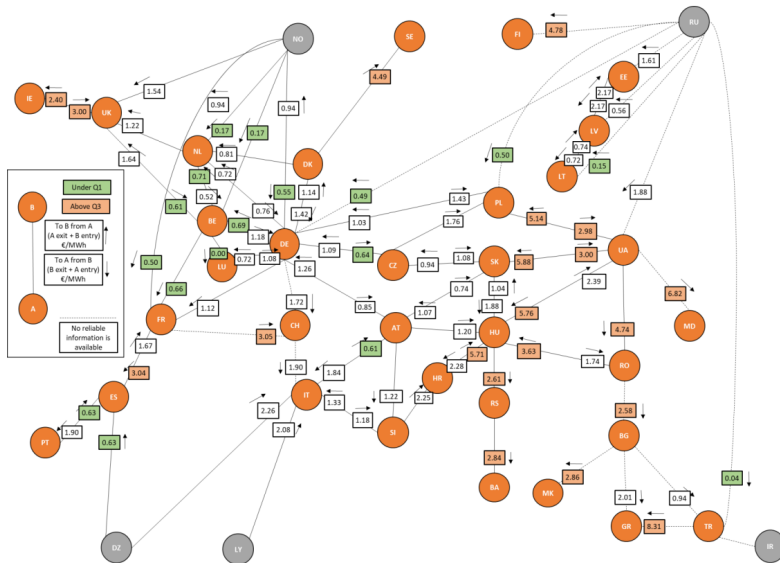 NO
SE
FI
4.78
RU
IE
2.40
3.00
UK
1.54
1.22
1.64
0.94
0.94
4.49
1.61
EE
2.17
2.17
0.56
LV
0.74
0.72
LT
0.15
0.17
0.17
NL
0.81
0.71
0.72
DK
1.14
0.50
1.88
0.52
0.61
0.55
0.49
1.43
PL
BE
0.69
0.76
1.42
1.03
1.76
5.14
2.98
1.18
DE
0.00
LU
0.72
1.08
1.09
0.64
CZ
0.94
1.08
SK
5.88
3.00
UA
0.50
0.66
1.26
0.74
1.04
2.39
6.82
MD
1.12
1.72
0.85
1.07
1.88
5.76
FR
1.67
CH
3.05
AT
1.20
HU
4.74
3.04
1.90
0.61
5.71
3.63
1.74
RO
1.84
2.28
HR
ES
0.63
IT
1.33
1.22
2.25
2.61
RS
2.58
PT
1.90
2.26
1.18
SI
BG
0.63
2.08
2.84
BA
MK
2.86
2.01
0.94
0.04
DZ
LY
GR
8.31
TR
IR
B
Under Q1
Above Q3
To B from A
(A exit + B entry)
€/MWh
To A from B
(B exit + A entry)
€/MWh
A
No reliable
information is
available